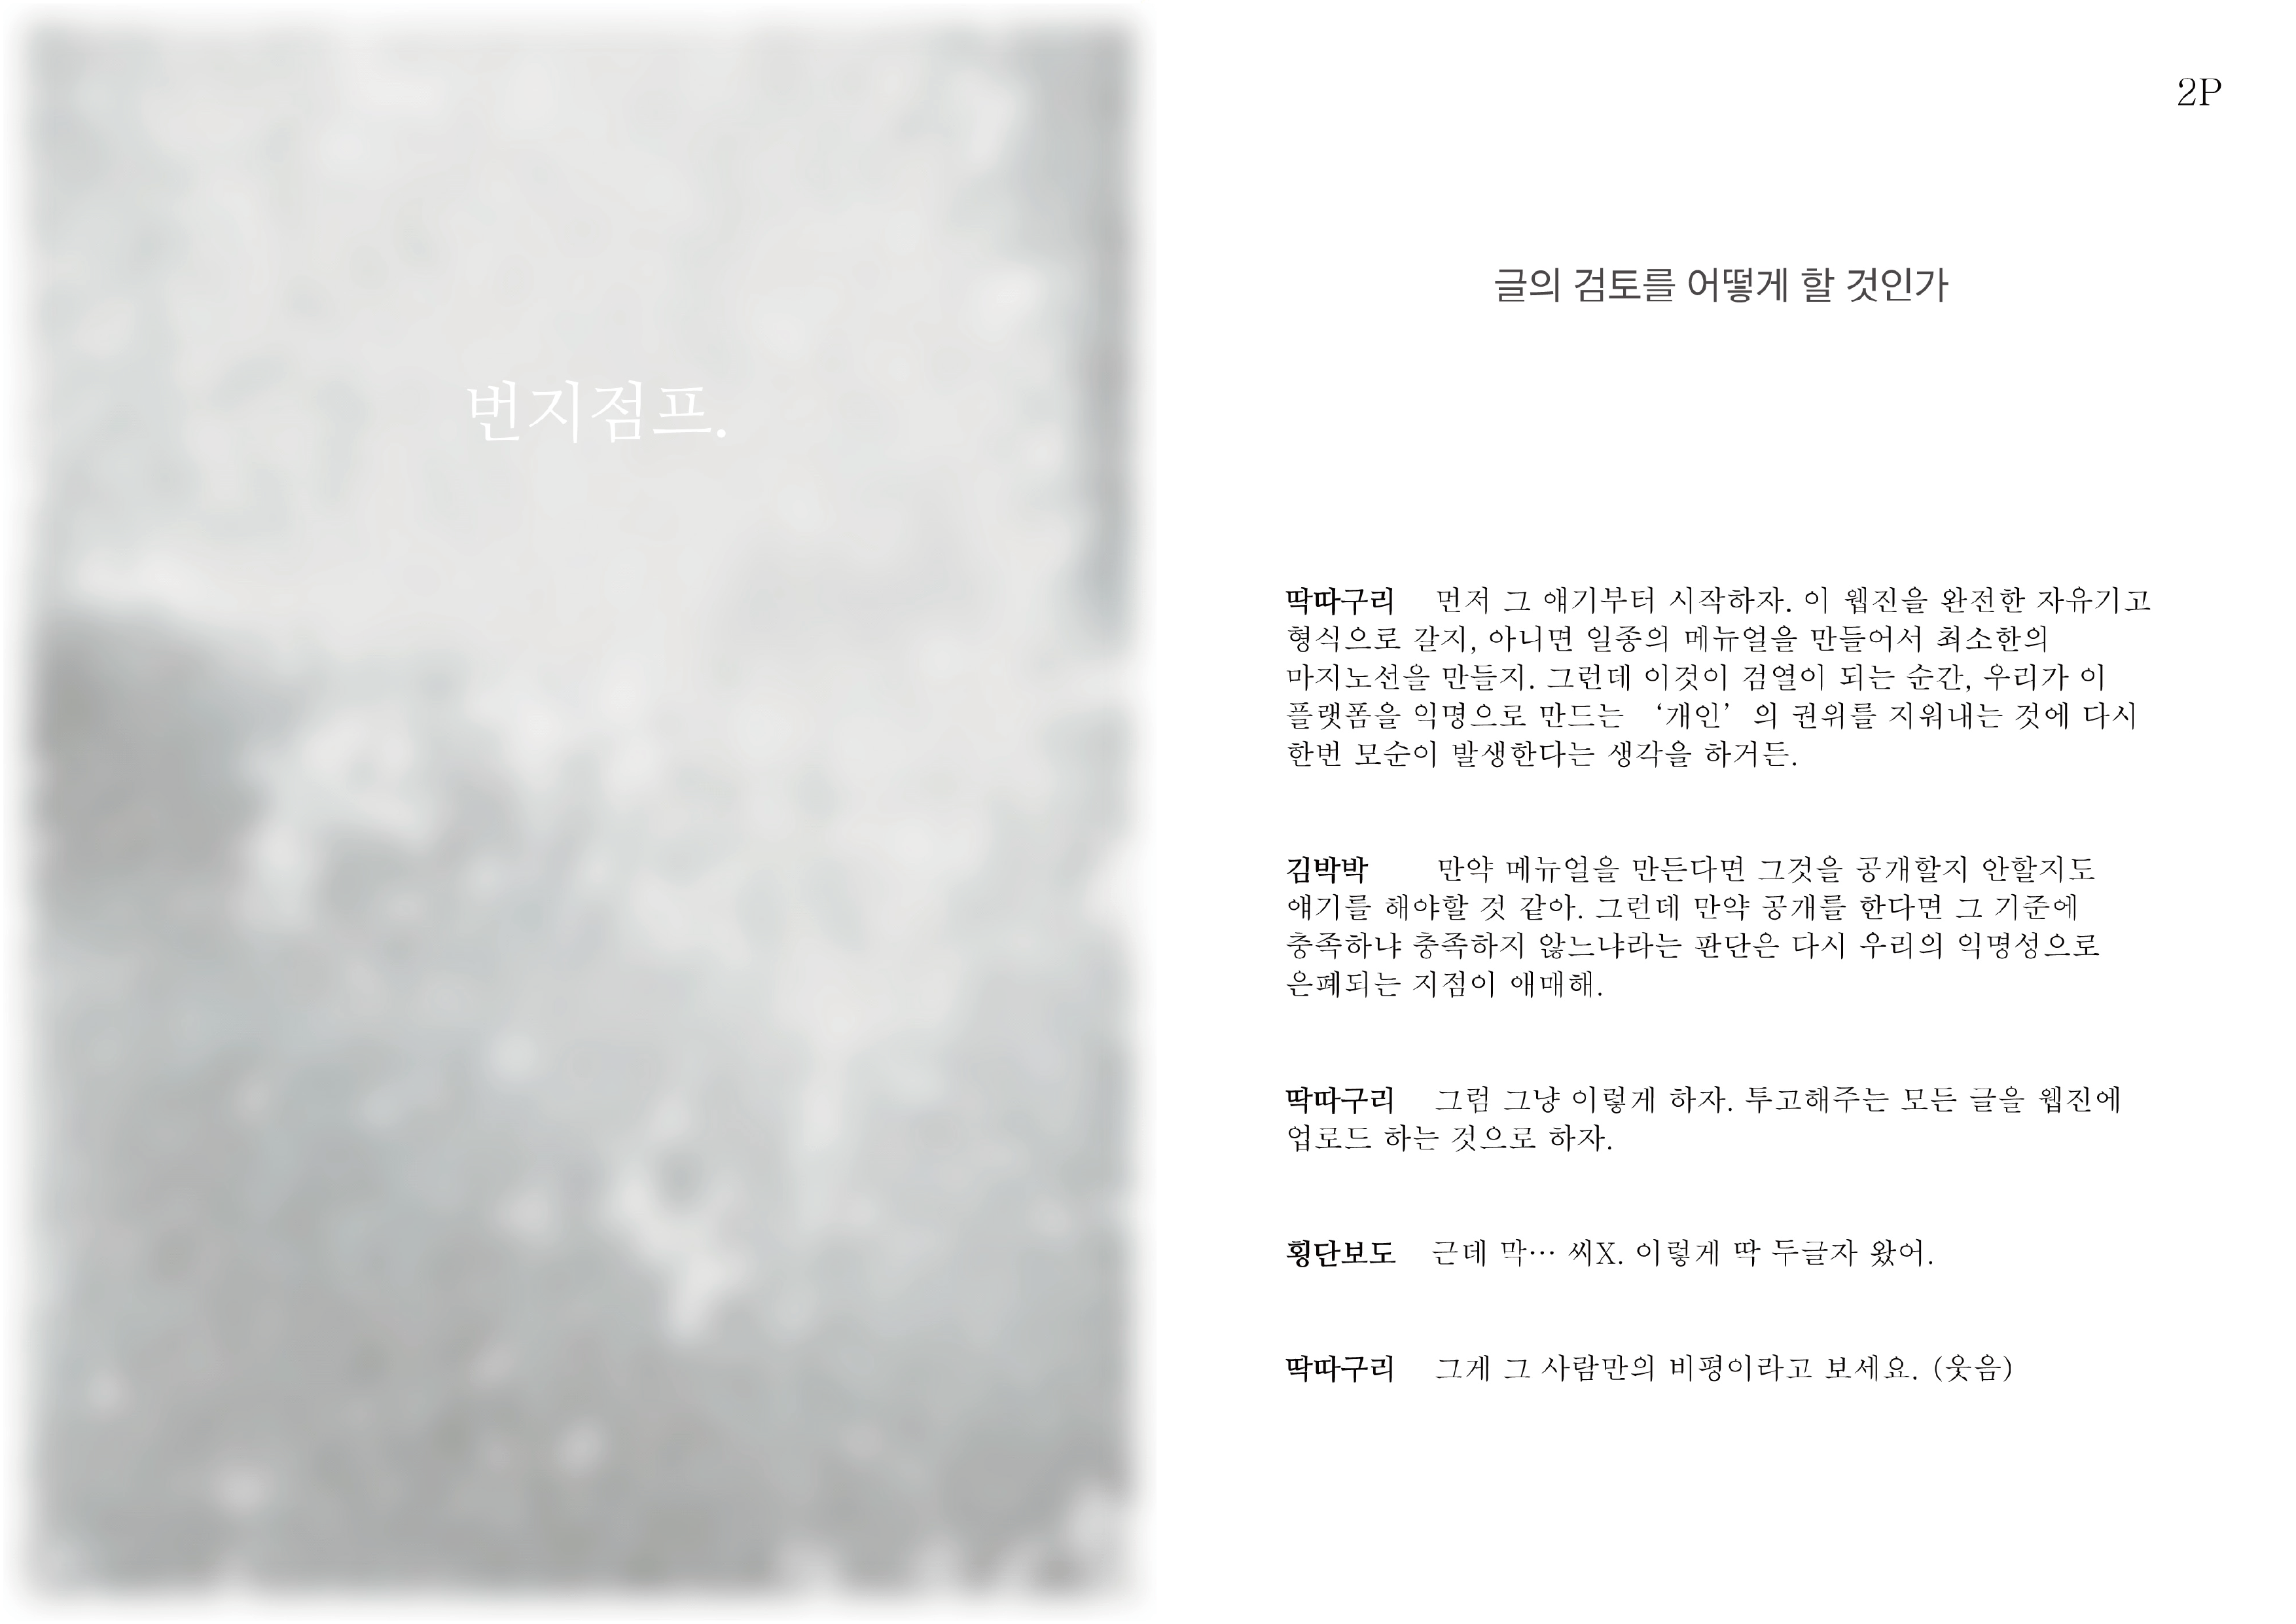 번지점프.
2P
글의 검토를 어떻게 할 것인가
딱따구리 먼저 그 얘기부터 시작하자. 이 웹진을 완전한 자유기고
형식으로 갈지, 아니면 일종의 메뉴얼을 만들어서 최소한의
마지노선을 만들지. 그런데 이것이 검열이 되는 순간, 우리가 이
플랫폼을 익명으로 만드는 ‘개인’의 권위를 지워내는 것에 다시
한번 모순이 발생한다는 생각을 하거든.
김박박 만약 메뉴얼을 만든다면 그것을 공개할지 안할지도
얘기를 해야할 것 같아. 그런데 만약 공개를 한다면 그 기준에
충족하냐 충족하지 않느냐라는 판단은 다시 우리의 익명성으로
은폐되는 지점이 애매해.
딱따구리 그럼 그냥 이렇게 하자. 투고해주는 모든 글을 웹진에
업로드 하는 것으로 하자.
횡단보도 근데 막… 씨X. 이렇게 딱 두글자 왔어.
딱따구리 그게 그 사람만의 비평이라고 보세요. (웃음)